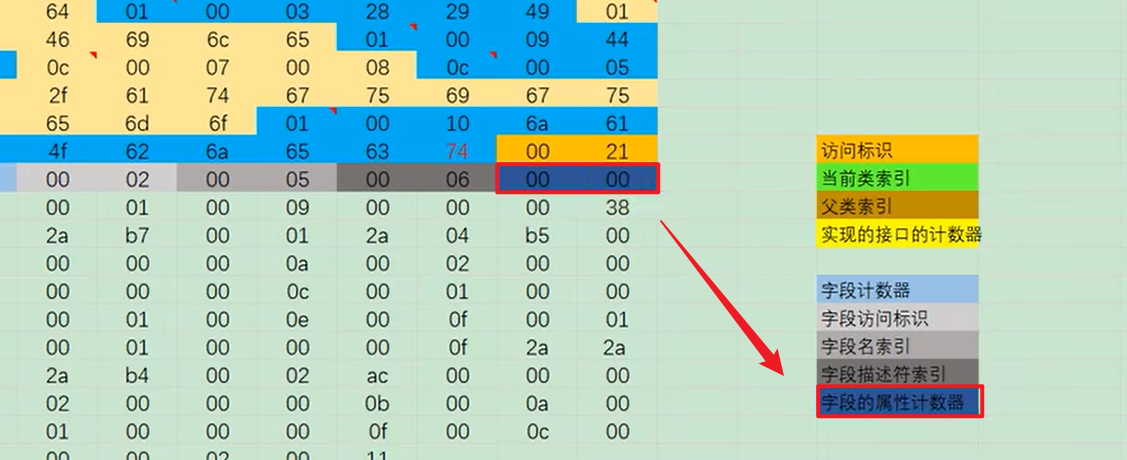 64 01 00 03 28 29 49 01
46 69 6c 65 01 00 09 44
0c 00 07 00 08 0c 00 05
2f 61 74 67 75 69 67 75
65 6d 6f 01 00 10 6a 61
4f 62 6a 65 63 74 00 21 访问标识
00 02 00 05 00 06 00 00 当前类索引
00 01 00 09 00 00 00 38 父类索引
2a b7 00 01 2a 04 b5 00 实现的接口的计数器
00 00 00 0a 00 02 00 00
00 00 00 0c 00 01 00 00 字段计数器
00 01 00 0e 00 0f 00 01 字段访问标识
00 01 00 00 00 0f 2a 2a 字段名索引
2a b4 00 02 ac 00 00 00 字段描述符索引
02 00 00 00 0b 00 0a 00 字段的属性计数器
01 00 00 00 0f 00 0c 00
00 00 02 11